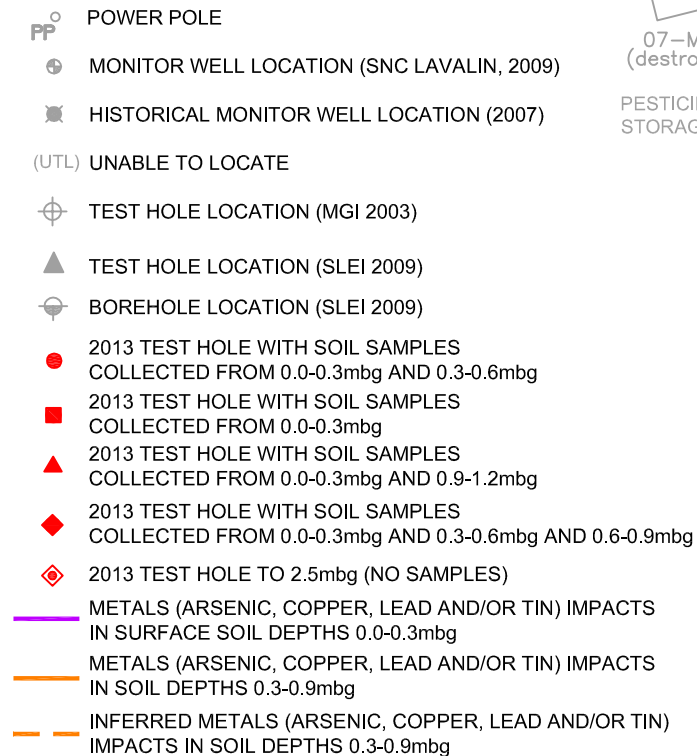 PP POWER POLE
MONITOR WELL LOCATION (SNC LAVALIN, 2009)
HISTORICAL MONITOR WELL LOCATION (2007)
(UTL) UNABLE TO LOCATE
TEST HOLE LOCATION (MGI 2003)
TEST HOLE LOCATION (SLEI 2009)
BOREHOLE LOCATION (SLEI 2009)
2013 TEST HOLE WITH SOIL SAMPLES
COLLECTED FROM 0.0-0.3mbg AND 0.3-0.6mbg
2013 TEST HOLE WITH SOIL SAMPLES
COLLECTED FROM 0.0-0.3mbg
2013 TEST HOLE WITH SOIL SAMPLES
COLLECTED FROM 0.0-0.3mbg AND 0.9-1.2mbg
2013 TEST HOLE WITH SOIL SAMPLES
COLLECTED FROM 0.0-0.3mbg AND 0.3-0.6mbg AND 0.6-0.9mbg
2013 TEST HOLE TO 2.5mbg (NO SAMPLES)
METALS (ARSENIC, COPPER, LEAD AND/OR TIN) IMPACTS
IN SURFACE SOIL DEPTHS 0.0-0.3mbg
METALS (ARSENIC, COPPER, LEAD AND/OR TIN) IMPACTS
IN SOIL DEPTHS 0.3-0.9mbg
INFERRED METALS (ARSENIC, COPPER, LEAD AND/OR TIN)
IMPACTS IN SOIL DEPTHS 0.3-0.9mbg
07-M
(destro
PESTICI
STORAG